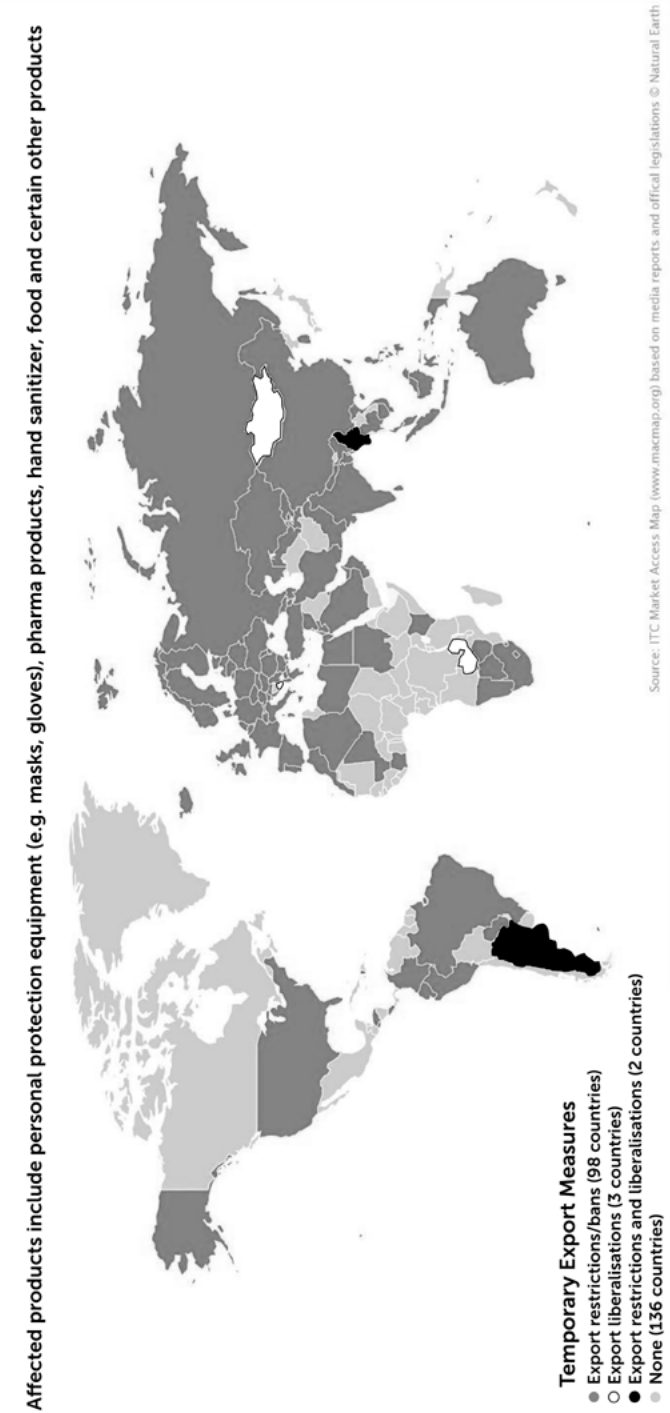 Affected products include personal protection equipment (e.g. masks, gloves), pharma products, hand sanitizer, food and certain other products
Temporary Export Measures
Export restrictions/bans (98 countries)
Export liberalisations (3 countries)
Export restrictions and liberalisations (2 countries)
None (136 countries)
Source: ITC Market Access Map (www.macmap.org) based on media reports and offical legislations © Natural Earth